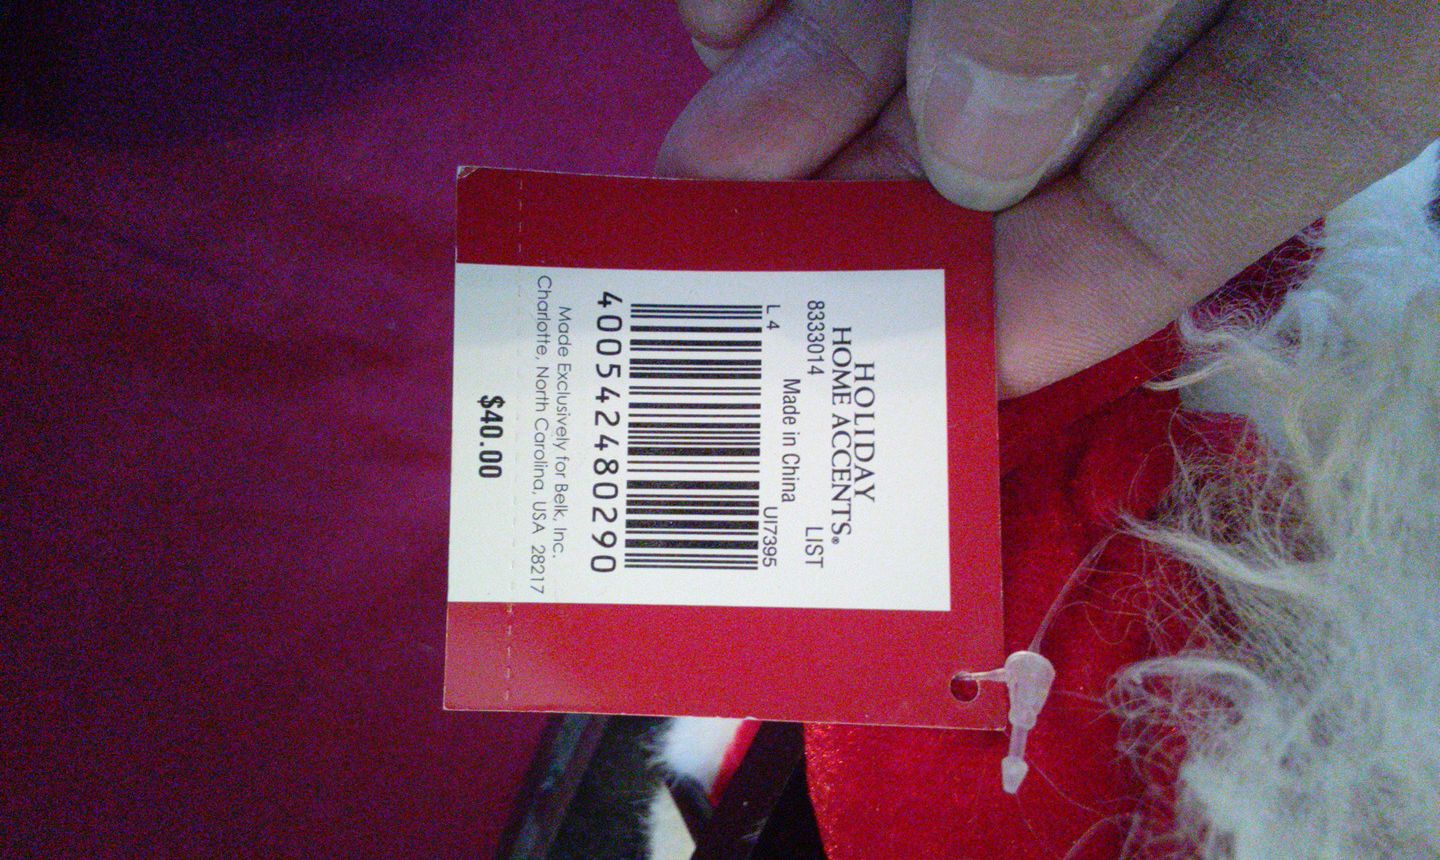 HOLIDAY
HOME ACCENTS®
8333014 LIST
Made in China
L 4 UI7395
400542480290
Made Exclusively for Belk, Inc.
Charlotte, North Carolina, USA 28217
$40.00